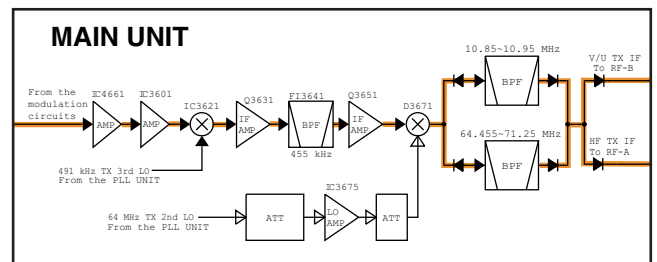 MAIN UNIT
10.85~10.95 MHz
V/U TX IF
To RF-B
From the
modulation
circuits
IC4661
IC3601
IC3621
Q3631
FI3641
Q3651
D3671
BPF
AMP
AMP
IF
AMP
BPF
IF
AMP
455 kHz
64.455~71.25 MHz
HF TX IF
To RF-A
BPF
491 kHz TX 3rd LO
From the PLL UNIT
IC3675
64 MHz TX 2nd LO
From the PLL UNIT
ATT
LO
AMP
ATT